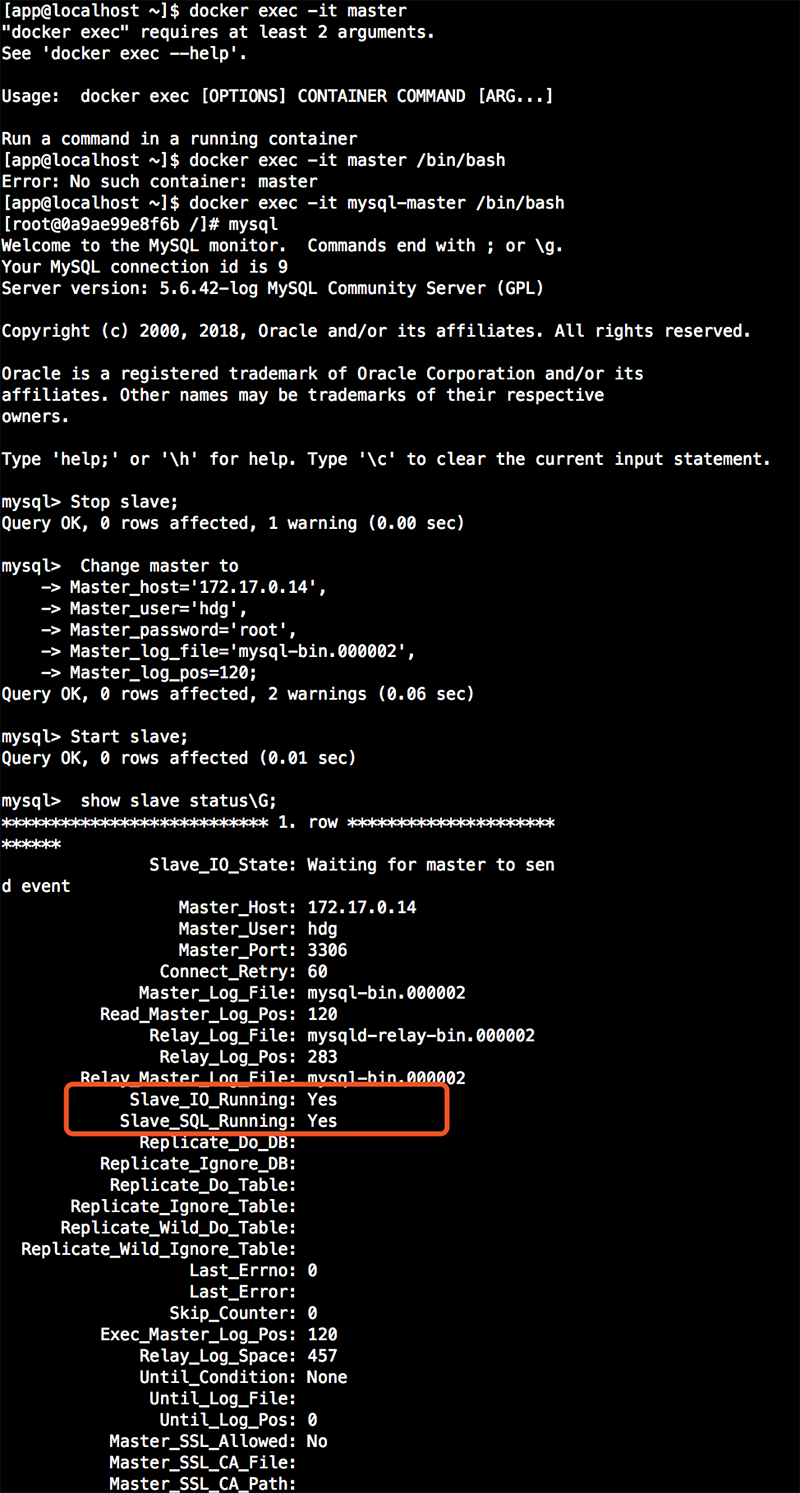 [app@localhost ~]$ docker exec -it master
"docker exec" requires at least 2 arguments.
See 'docker exec --help'.
Usage:  docker exec [OPTIONS] CONTAINER COMMAND [ARG...]
Run a command in a running container
[app@localhost ~]$ docker exec -it master /bin/bash
Error: No such container: master
[app@localhost ~]$ docker exec -it mysql-master /bin/bash
[root@0a9ae99e8f6b /]# mysql
Welcome to the MySQL monitor.  Commands end with ; or \g.
Your MySQL connection id is 9
Server version: 5.6.42-log MySQL Community Server (GPL)
Copyright (c) 2000, 2018, Oracle and/or its affiliates. All rights reserved.
Oracle is a registered trademark of Oracle Corporation and/or its
affiliates. Other names may be trademarks of their respective
owners.
Type 'help;' or '\h' for help. Type '\c' to clear the current input statement.
mysql> Stop slave;
Query OK, 0 rows affected, 1 warning (0.00 sec)
mysql>  Change master to
    -> Master_host='172.17.0.14',
    -> Master_user='hdg',
    -> Master_password='root',
    -> Master_log_file='mysql-bin.000002',
    -> Master_log_pos=120;
Query OK, 0 rows affected, 2 warnings (0.06 sec)
mysql> Start slave;
Query OK, 0 rows affected (0.01 sec)
mysql>  show slave status\G;
*************************** 1. row *********************
******
Slave_IO_State: Waiting for master to sen
d event
Master_Host: 172.17.0.14
Master_User: hdg
Master_Port: 3306
Connect_Retry: 60
Master_Log_File: mysql-bin.000002
Read_Master_Log_Pos: 120
Relay_Log_File: mysqld-relay-bin.000002
Relay_Log_Pos: 283
Relay_Master_Log_File: mysql-bin.000002
Slave_IO_Running: Yes
Slave_SQL_Running: Yes
Replicate_Do_DB:
Replicate_Ignore_DB:
Replicate_Do_Table:
Replicate_Ignore_Table:
Replicate_Wild_Do_Table:
Replicate_Wild_Ignore_Table:
Last_Errno: 0
Last_Error:
Skip_Counter: 0
Exec_Master_Log_Pos: 120
Relay_Log_Space: 457
Until_Condition: None
Until_Log_File:
Until_Log_Pos: 0
Master_SSL_Allowed: No
Master_SSL_CA_File:
Master_SSL_CA_Path: